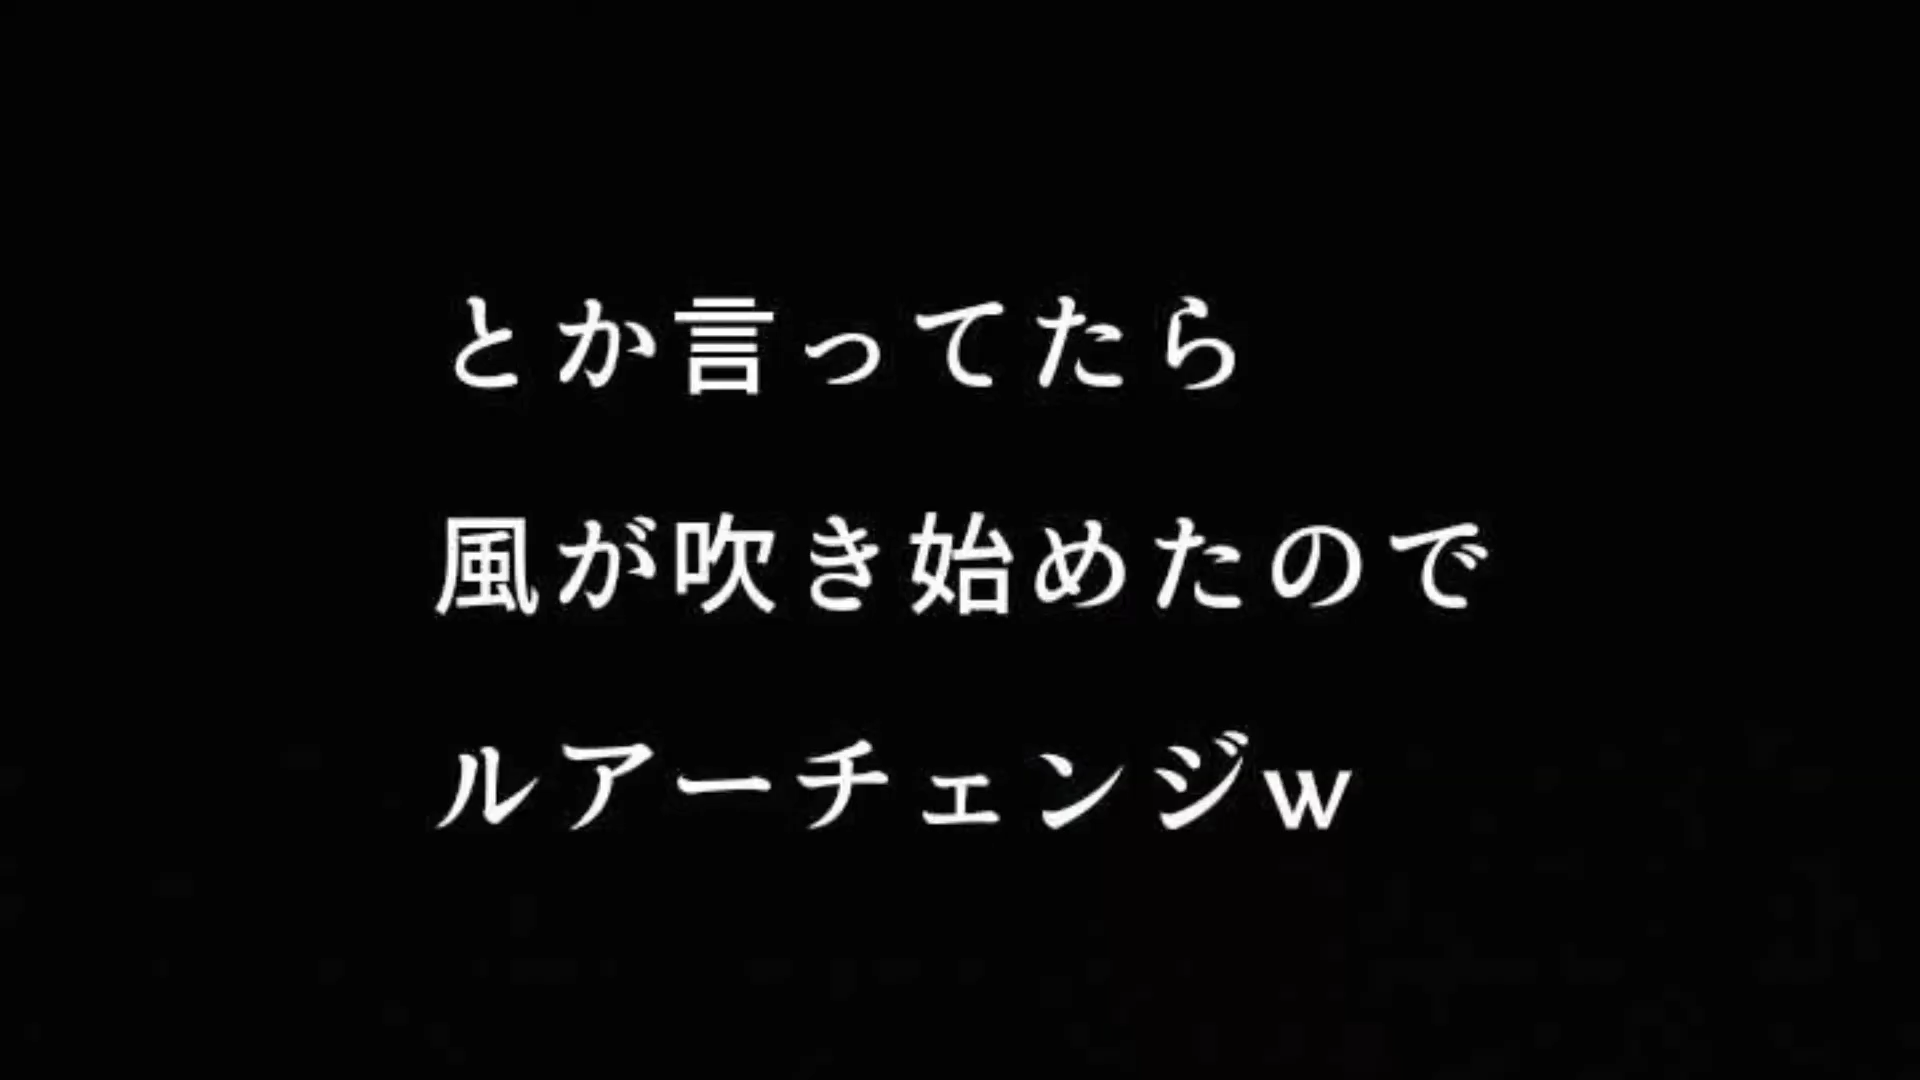 とか言ってたら
風が吹き始めたので
ルアーチェンジw